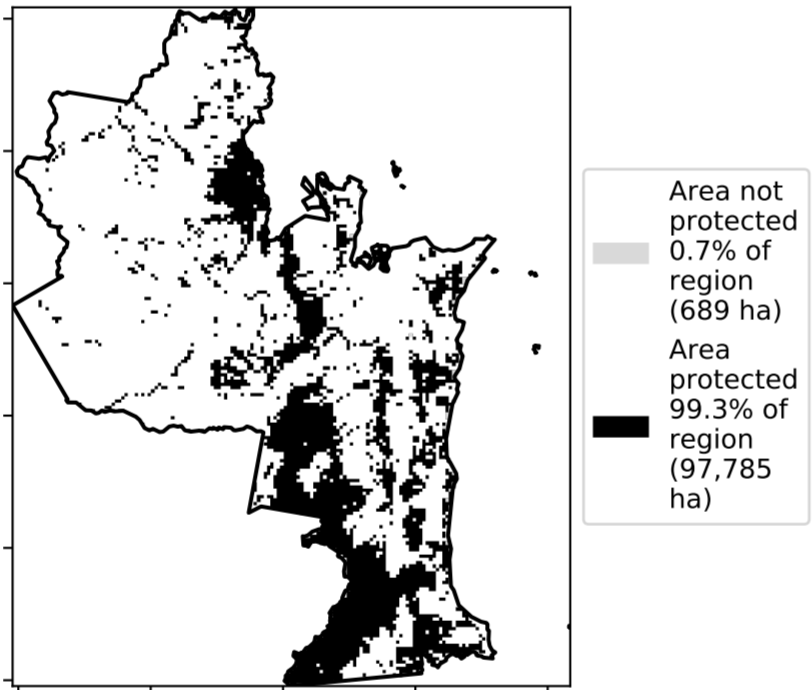 Area not
protected
0.7% of
region
(689 ha)
Area
protected
99.3% of
region
(97,785
ha)